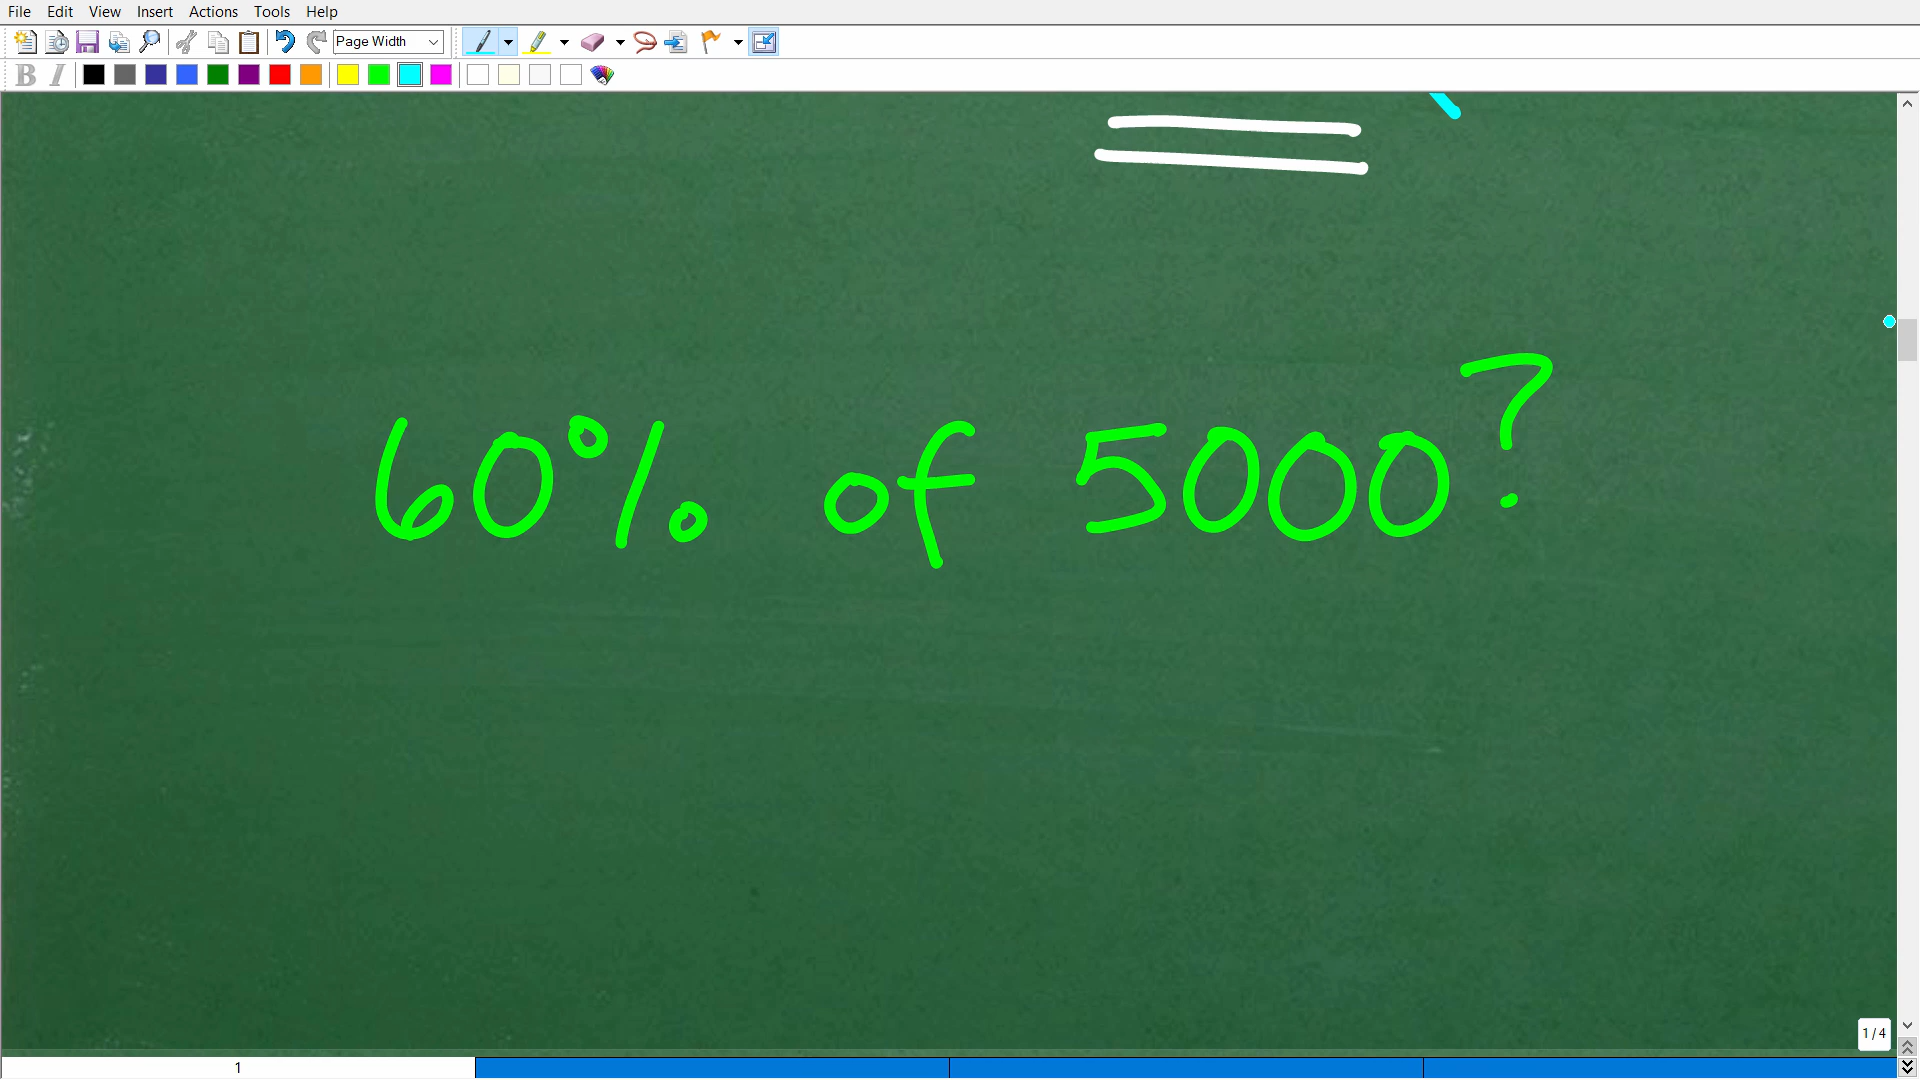 File Edit View Insert Actions Tools Help
Page Width
B I
60% of 5000?
1 / 4
1